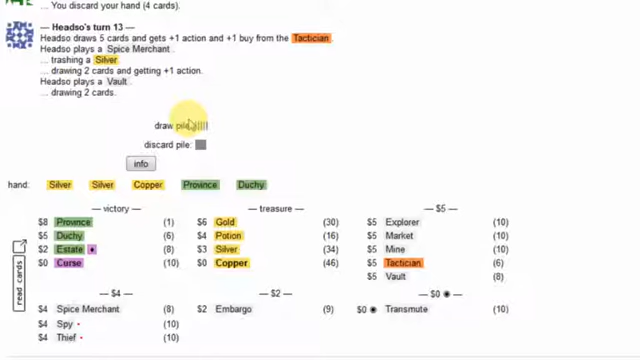 ... You discard your hand (4 cards).
— Headso's turn 13 —
Headso draws 5 cards and gets +1 action and +1 buy from the Tactician.
Headso plays a Spice Merchant.
... trashing a Silver.
... drawing 2 cards and getting +1 action.
Headso plays a Vault.
... drawing 2 cards.
draw pile:
discard pile:
info
hand: Silver Silver Copper Province Duchy
— victory — — treasure — — $5 —
$8 Province (1) $6 Gold (30) $5 Explorer (10)
$5 Duchy (6) $4 Potion (16) $5 Market (10)
$2 Estate (8) $3 Silver (34) $5 Mine (10)
$0 Curse (10) $0 Copper (46) $5 Tactician (6)
$5 Vault (8)
read cards
— $4 — — $2 — — $0 —
$4 Spice Merchant (8) $2 Embargo (9) $0 Transmute (10)
$4 Spy (10)
$4 Thief (10)